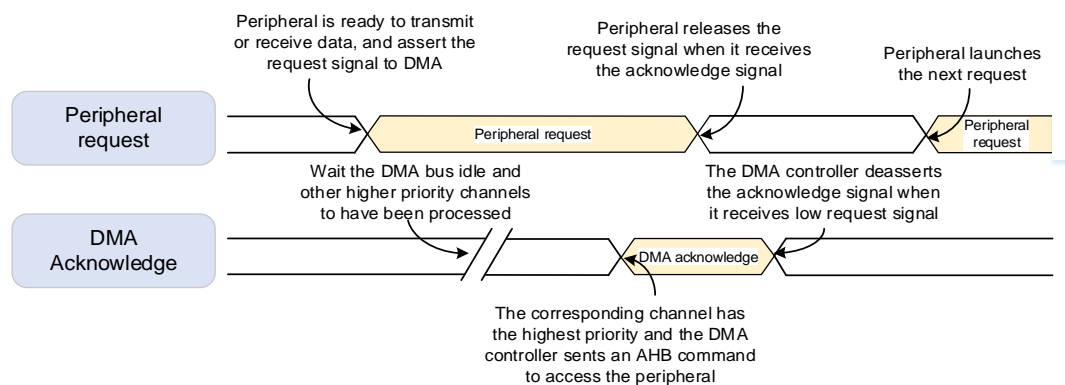 Peripheral is ready to transmit
or receive data, and assert the
request signal to DMA
Peripheral releases the
request signal when it receives
the acknowledge signal
Peripheral launches
the next request
Peripheral
request
Peripheral request
Peripheral
request
Wait the DMA bus idle and
other higher priority channels
to have been processed
The DMA controller deasserts
the acknowledge signal when
it receives low request signal
DMA
Acknowledge
DMA acknowledge
The corresponding channel has
the highest priority and the DMA
controller sents an AHB command
to access the peripheral